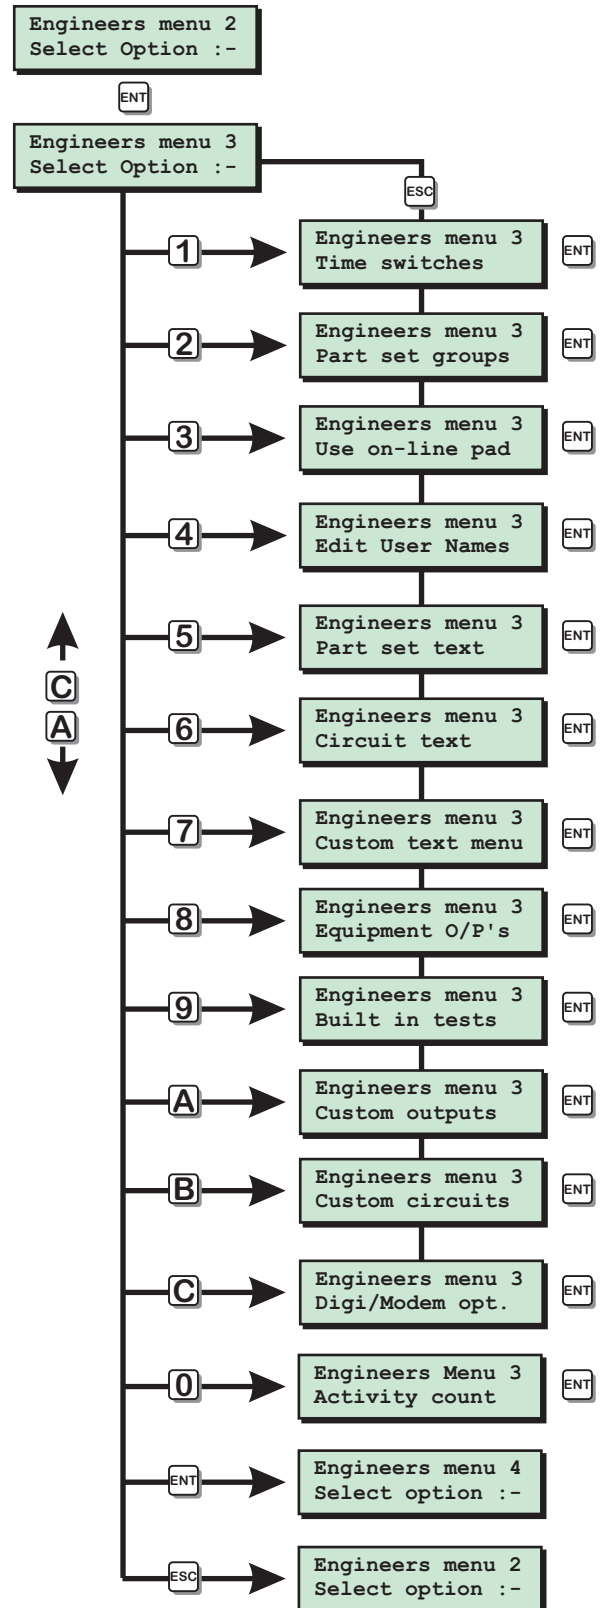 Engineers menu 2
Select Option :-
ENT
Engineers menu 3
Select Option :-
ESC
1
Engineers menu 3
Time switches
ENT
2
Engineers menu 3
Part set groups
ENT
3
Engineers menu 3
Use on-line pad
ENT
4
Engineers menu 3
Edit User Names
ENT
5
Engineers menu 3
Part set text
ENT
C
A
6
Engineers menu 3
Circuit text
ENT
7
Engineers menu 3
Custom text menu
ENT
8
Engineers menu 3
Equipment O/P's
ENT
9
Engineers menu 3
Built in tests
ENT
A
Engineers menu 3
Custom outputs
ENT
B
Engineers menu 3
Custom circuits
ENT
C
Engineers menu 3
Digi/Modem opt.
ENT
0
Engineers Menu 3
Activity count
ENT
ENT
Engineers menu 4
Select option :-
ESC
Engineers menu 2
Select option :-